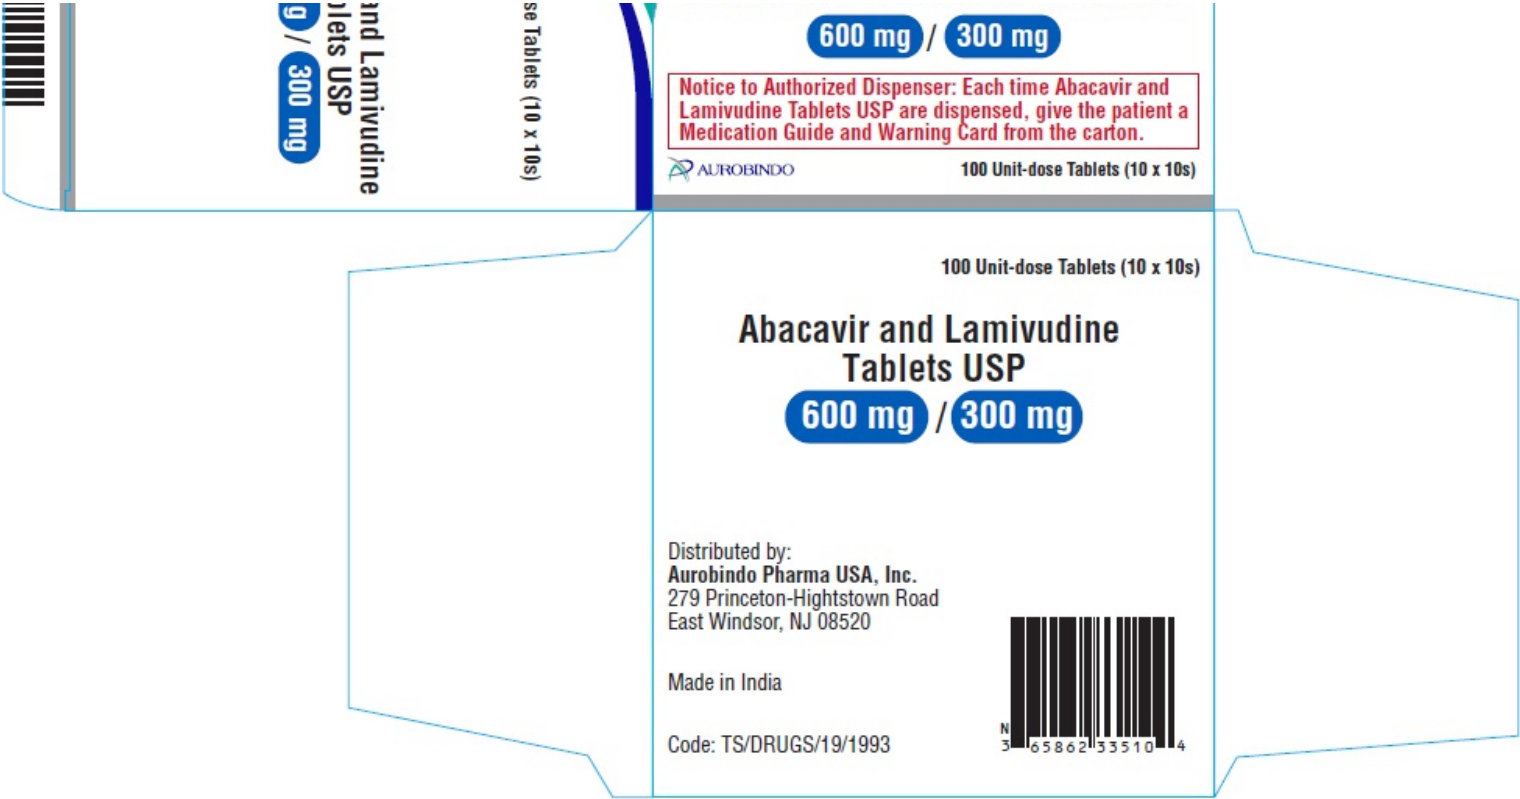 and Lamivudine
lets USP
g / 300 mg
se Tablets (10 x 10s)
600 mg / 300 mg
Notice to Authorized Dispenser: Each time Abacavir and
Lamivudine Tablets USP are dispensed, give the patient a
Medication Guide and Warning Card from the carton.
AUROBINDO
100 Unit-dose Tablets (10 x 10s)
100 Unit-dose Tablets (10 x 10s)
Abacavir and Lamivudine
Tablets USP
600 mg / 300 mg
Distributed by:
Aurobindo Pharma USA, Inc.
279 Princeton-Hightstown Road
East Windsor, NJ 08520
Made in India
Code: TS/DRUGS/19/1993
N
3 65862 33510 4